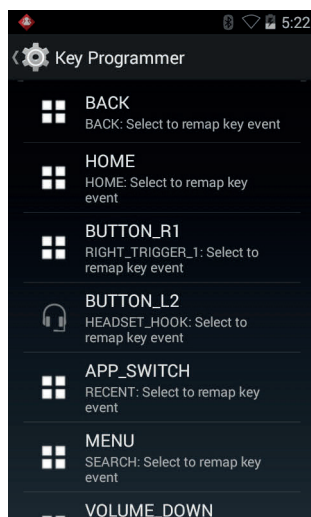 5:22
Key Programmer
BACK
BACK: Select to remap key event
HOME
HOME: Select to remap key
event
BUTTON_R1
RIGHT_TRIGGER_1: Select to
remap key event
BUTTON_L2
HEADSET_HOOK: Select to
remap key event
APP_SWITCH
RECENT: Select to remap key
event
MENU
SEARCH: Select to remap key
event
VOLUME_DOWN